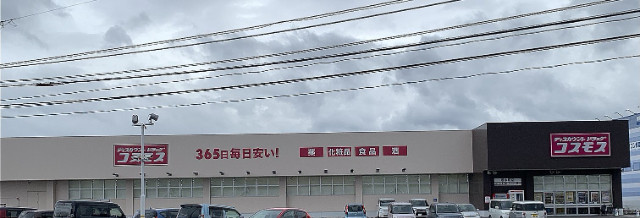 ディスカウント ドラッグ
コスモス
365日毎日安い!
薬 化粧品 食品 酒
ディスカウント ドラッグ
コスモス